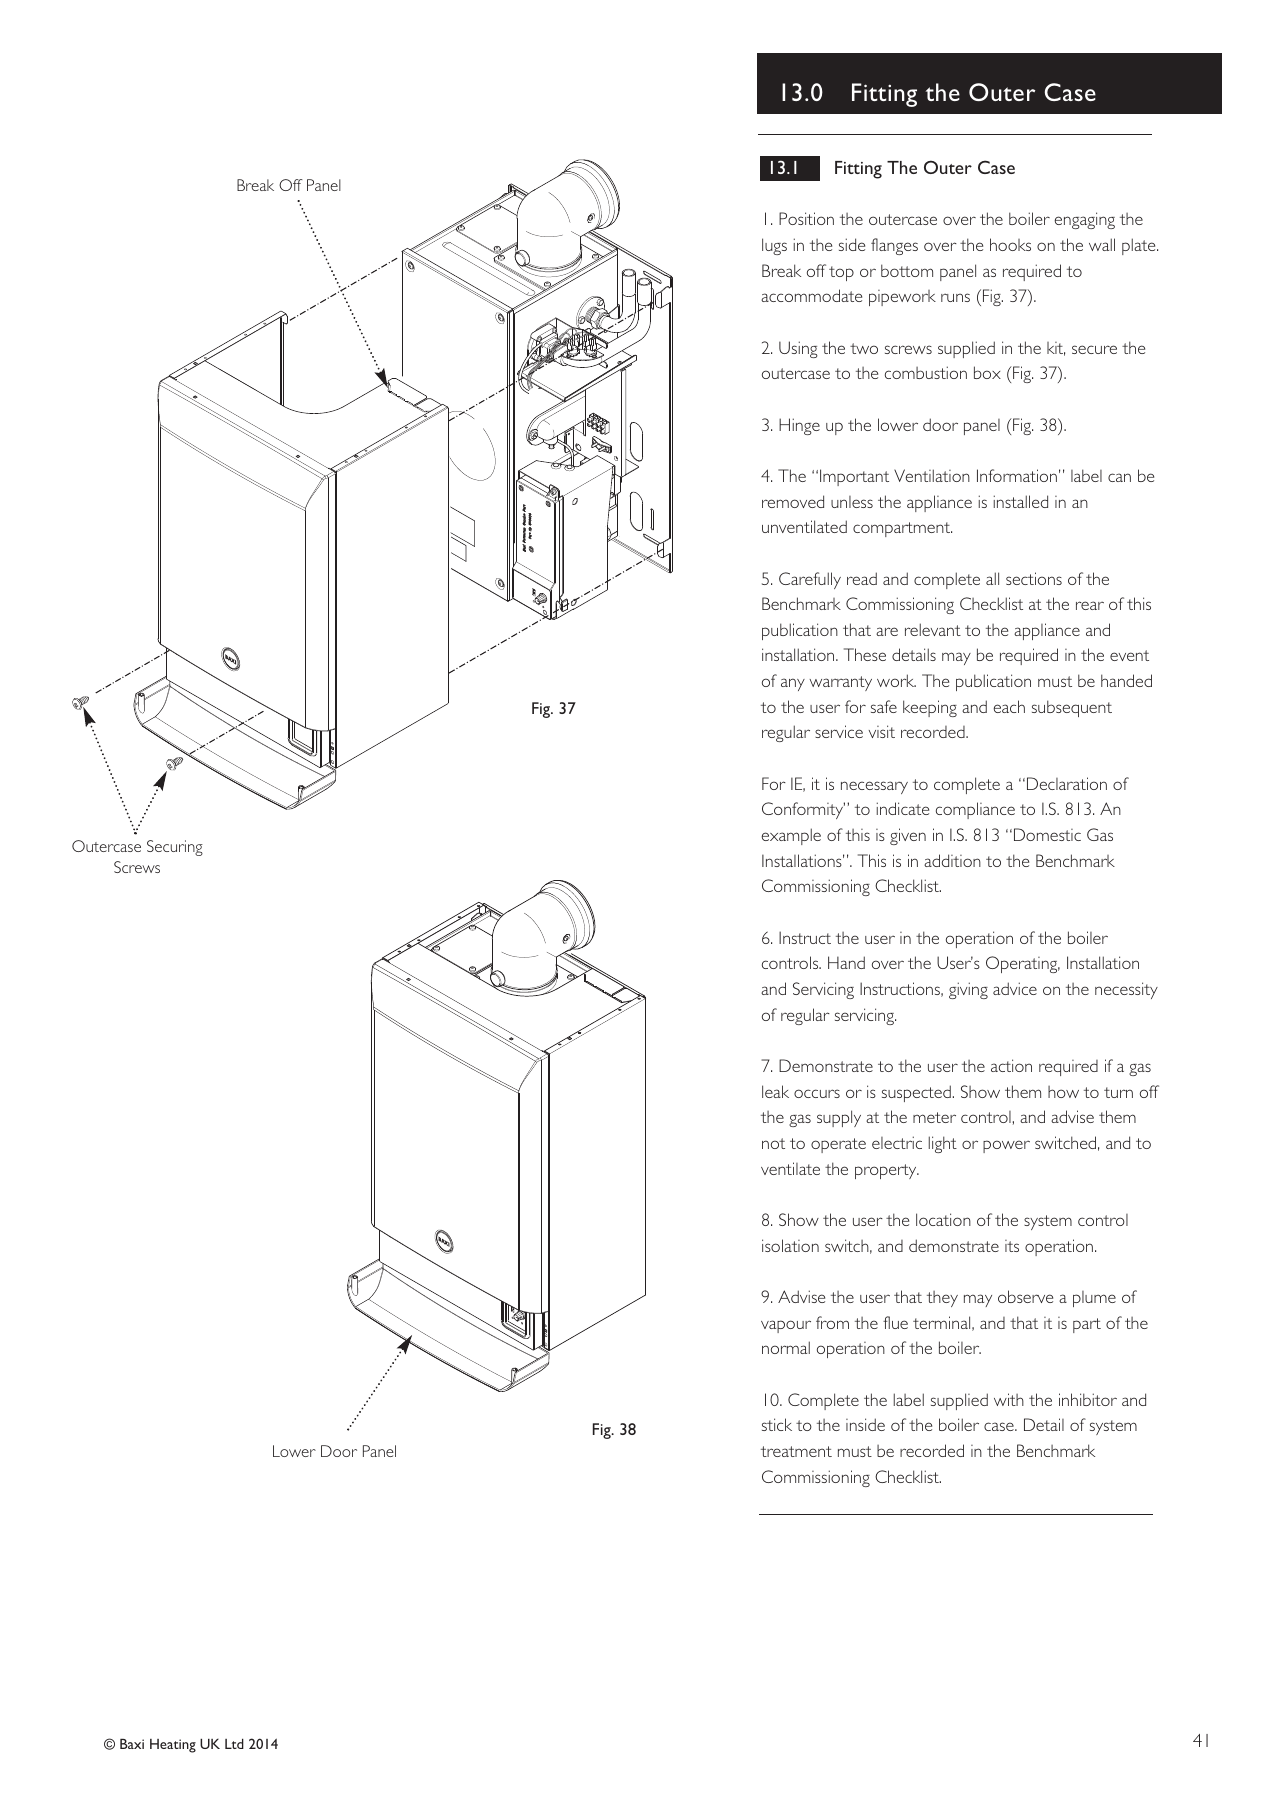 13.0 Fitting the Outer Case
13.1 Fitting The Outer Case
1. Position the outercase over the boiler engaging the
lugs in the side flanges over the hooks on the wall plate.
Break off top or bottom panel as required to
accommodate pipework runs (Fig. 37).
2. Using the two screws supplied in the kit, secure the
outercase to the combustion box (Fig. 37).
3. Hinge up the lower door panel (Fig. 38).
4. The “Important Ventilation Information” label can be
removed unless the appliance is installed in an
unventilated compartment.
5. Carefully read and complete all sections of the
Benchmark Commissioning Checklist at the rear of this
publication that are relevant to the appliance and
installation. These details may be required in the event
of any warranty work. The publication must be handed
to the user for safe keeping and each subsequent
regular service visit recorded.
For IE, it is necessary to complete a “Declaration of
Conformity” to indicate compliance to I.S. 813. An
example of this is given in I.S. 813 “Domestic Gas
Installations”. This is in addition to the Benchmark
Commissioning Checklist.
6. Instruct the user in the operation of the boiler
controls. Hand over the User’s Operating, Installation
and Servicing Instructions, giving advice on the necessity
of regular servicing.
7. Demonstrate to the user the action required if a gas
leak occurs or is suspected. Show them how to turn off
the gas supply at the meter control, and advise them
not to operate electric light or power switched, and to
ventilate the property.
8. Show the user the location of the system control
isolation switch, and demonstrate its operation.
9. Advise the user that they may observe a plume of
vapour from the flue terminal, and that it is part of the
normal operation of the boiler.
10. Complete the label supplied with the inhibitor and
stick to the inside of the boiler case. Detail of system
treatment must be recorded in the Benchmark
Commissioning Checklist.
Break Off Panel
BAXI
Fig. 37
Outercase Securing
Screws
BAXI
Fig. 38
Lower Door Panel
© Baxi Heating UK Ltd 2014
41